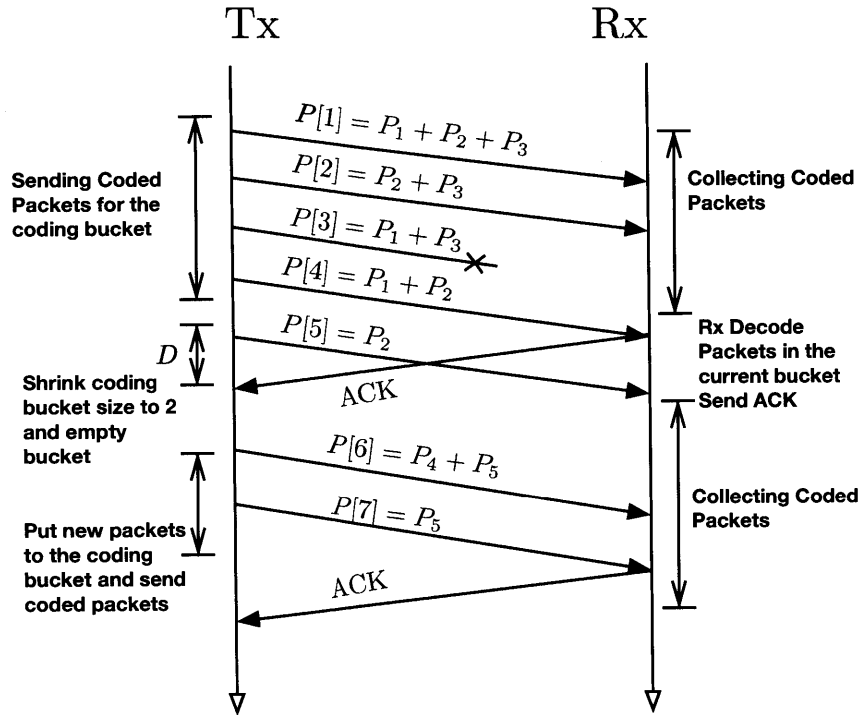 Tx
Rx
P[1] = P₁ + P₂ + P₃
P[2] = P₂ + P₃
P[3] = P₁ + P₃
P[4] = P₁ + P₂
P[5] = P₂
ACK
P[6] = P₄ + P₅
P[7] = P₅
ACK
Sending Coded
Packets for the
coding bucket
D
Shrink coding
bucket size to 2
and empty
bucket
Put new packets
to the coding
bucket and send
coded packets
Collecting Coded
Packets
Rx Decode
Packets in the
current bucket
Send ACK
Collecting Coded
Packets